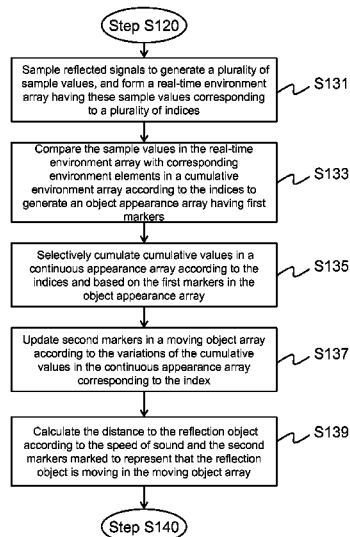 Step S120
Sample reflected signals to generate a plurality of
sample values, and form a real-time environment
array having these sample values corresponding
to a plurality of indices
S131
Compare the sample values in the real-time
environment array with corresponding
environment elements in a cumulative
environment array according to the indices to
generate an object appearance array having first
markers
S133
Selectively cumulate cumulative values in a
continuous appearance array according to the
indices and based on the first markers in the
object appearance array
S135
Update second markers in a moving object array
according to the variations of the cumulative
values in the continuous appearance array
corresponding to the index
S137
Calculate the distance to the reflection object
according to the speed of sound and the second
markers marked to represent that the reflection
object is moving in the moving object array
S139
Step S140